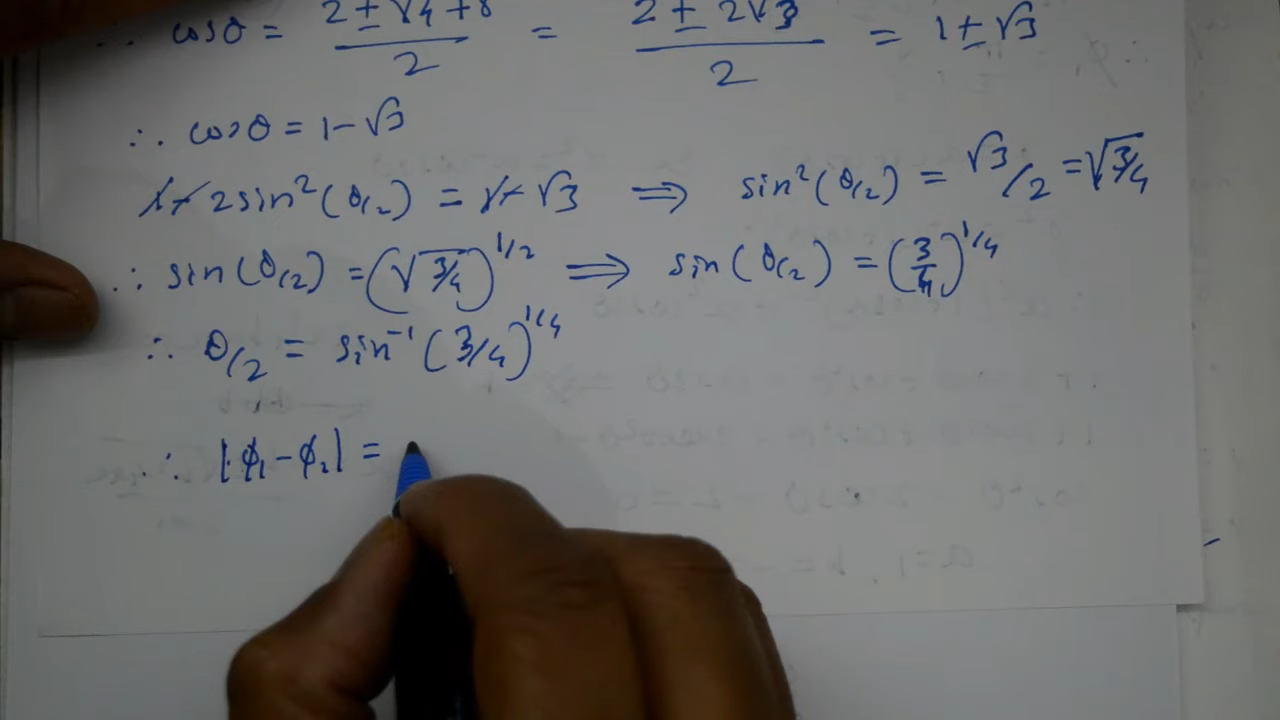 ∴ cosθ = 2 ± √4+8 / 2 = 2 ± 2√3 / 2 = 1 ± √3
∴ cosθ = 1 - √3
1 - 2sin²(θ/2) = 1 - √3 ⟹ sin²(θ/2) = √3/2 = √3/4
∴ sin(θ/2) = (√3/4)^1/2 ⟹ sin(θ/2) = (3/4)^1/4
∴ θ/2 = sin⁻¹(3/4)^1/4
∴ |ϕ₁ - ϕ₂| =